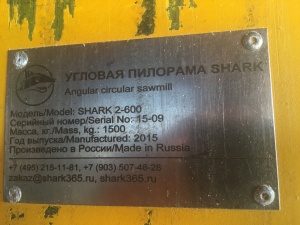 УГЛОВАЯ ПИЛОРАМА SHARK
Angular circular sawmill
Модель/Model: SHARK 2-600
Серийный номер/Serial No: 15-09
Масса, кг./Mass, kg.: 1500
Год выпуска/Manufactured: 2015
Произведено в России/Made in Russia
+7 (495) 215-11-81, +7 (903) 507-46-28
zakaz@shark365.ru, shark365.ru